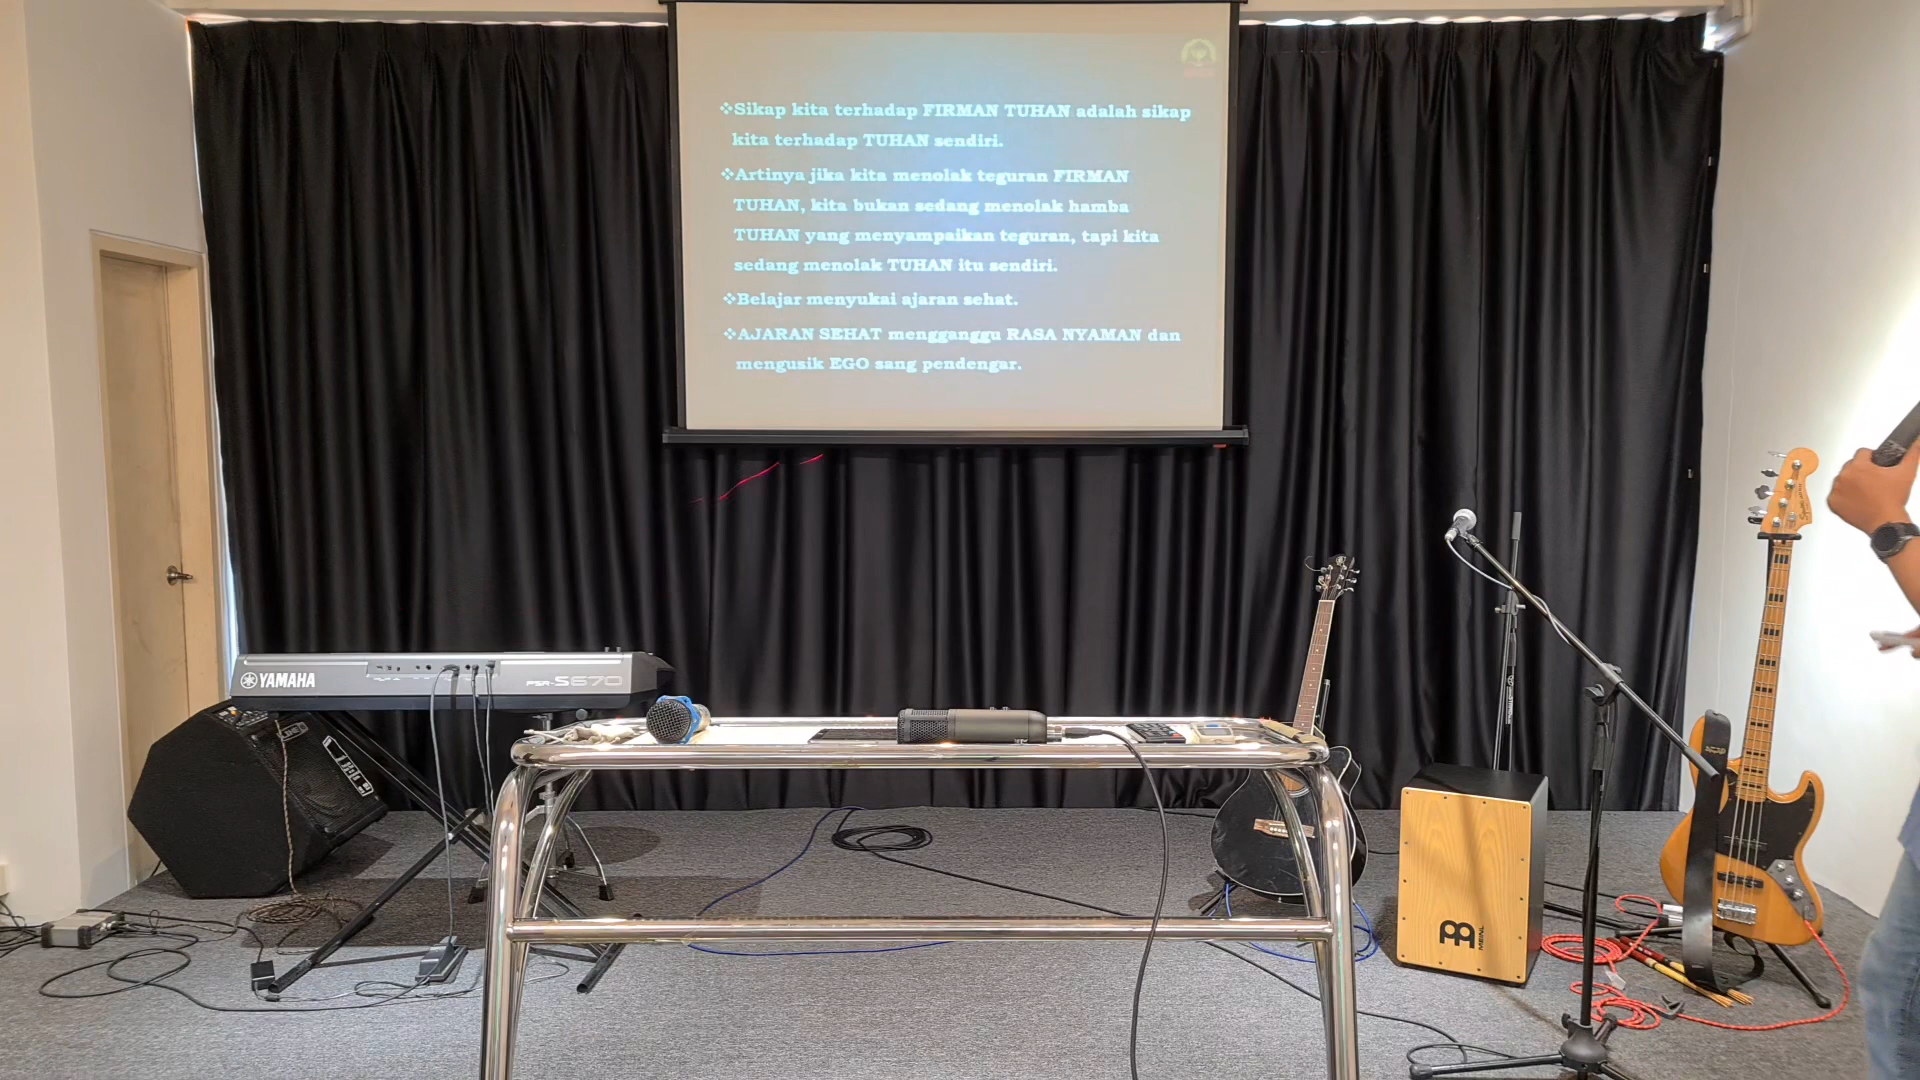 ❖Sikap kita terhadap FIRMAN TUHAN adalah sikap
kita terhadap TUHAN sendiri.
❖Artinya jika kita menolak teguran FIRMAN
TUHAN, kita bukan sedang menolak hamba
TUHAN yang menyampaikan teguran, tapi kita
sedang menolak TUHAN itu sendiri.
❖Belajar menyukai ajaran sehat.
❖AJARAN SEHAT mengganggu RASA NYAMAN dan
mengusik EGO sang pendengar.
YAMAHA
PSR-S670
MEINL